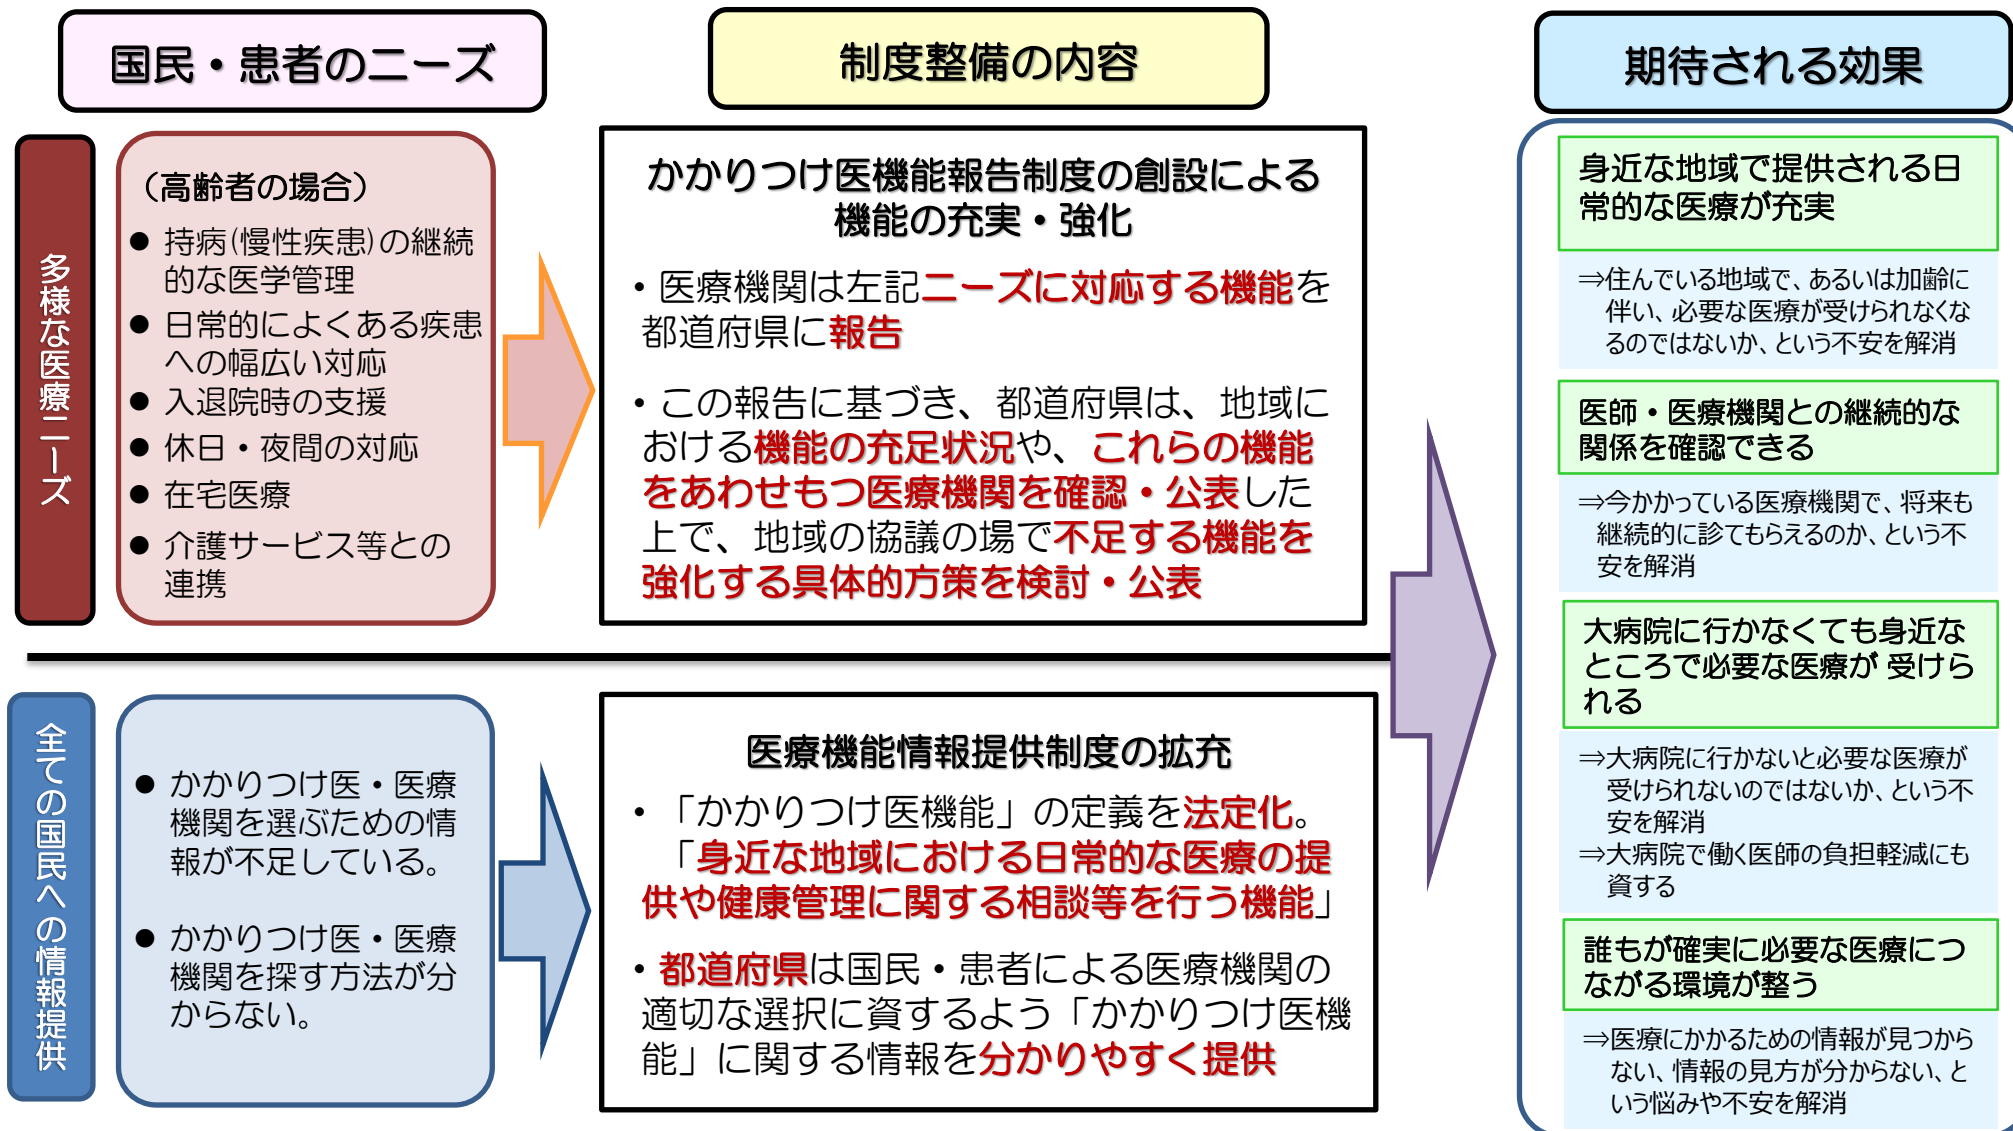 国民・患者のニーズ
制度整備の内容
期待される効果
多様な医療ニーズ
（高齢者の場合）
● 持病(慢性疾患)の継続
的な医学管理
● 日常的によくある疾患
への幅広い対応
● 入退院時の支援
● 休日・夜間の対応
● 在宅医療
● 介護サービス等との
連携
かかりつけ医機能報告制度の創設による
機能の充実・強化
・医療機関は左記ニーズに対応する機能を
都道府県に報告
・この報告に基づき、都道府県は、地域に
おける機能の充足状況や、これらの機能
をあわせもつ医療機関を確認・公表した
上で、地域の協議の場で不足する機能を
強化する具体的方策を検討・公表
全ての国民への情報提供
● かかりつけ医・医療
機関を選ぶための情
報が不足している。
● かかりつけ医・医療
機関を探す方法が分
からない。
医療機能情報提供制度の拡充
・「かかりつけ医機能」の定義を法定化。
「身近な地域における日常的な医療の提
供や健康管理に関する相談等を行う機能」
・都道府県は国民・患者による医療機関の
適切な選択に資するよう「かかりつけ医機
能」に関する情報を分かりやすく提供
身近な地域で提供される日
常的な医療が充実
⇒住んでいる地域で、あるいは加齢に
伴い、必要な医療が受けられなくな
るのではないか、という不安を解消
医師・医療機関との継続的な
関係を確認できる
⇒今かかっている医療機関で、将来も
継続的に診てもらえるのか、という不
安を解消
大病院に行かなくても身近な
ところで必要な医療が 受けら
れる
⇒大病院に行かないと必要な医療が
受けられないのではないか、という不
安を解消
⇒大病院で働く医師の負担軽減にも
資する
誰もが確実に必要な医療につ
ながる環境が整う
⇒医療にかかるための情報が見つから
ない、情報の見方が分からない、と
いう悩みや不安を解消